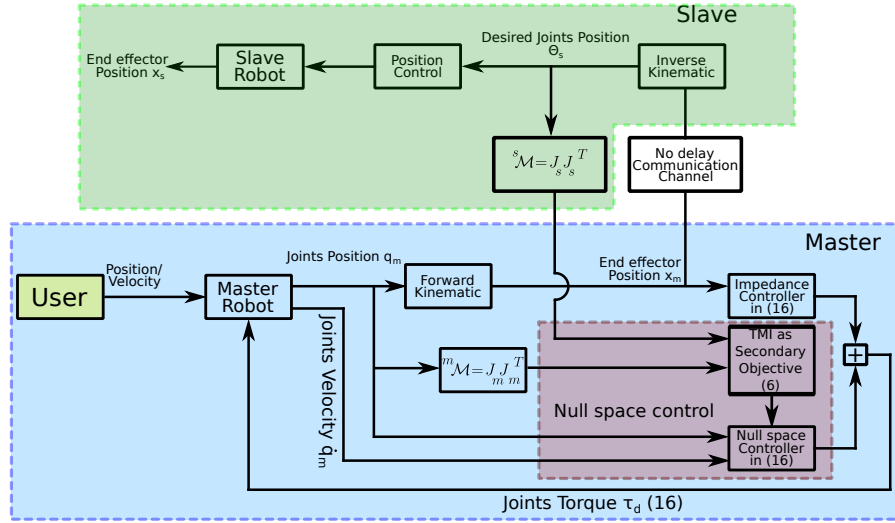 Slave
End effector
Position xₛ
Slave
Robot
Position
Control
Desired Joints Position
Θₛ
Inverse
Kinematic
ˢℳ=JₛJₛᵀ
No delay
Communication
Channel
Master
User
Position/
Velocity
Master
Robot
Joints Position qₘ
Forward
Kinematic
End effector
Position xₘ
Impedance
Controller
in (16)
Joints Velocity q̇ₘ
ᵐℳ=JₘJₘᵀ
TMI as
Secondary
Objective
(6)
+
Null space control
Null space
Controller
in (16)
Joints Torque τ_d (16)